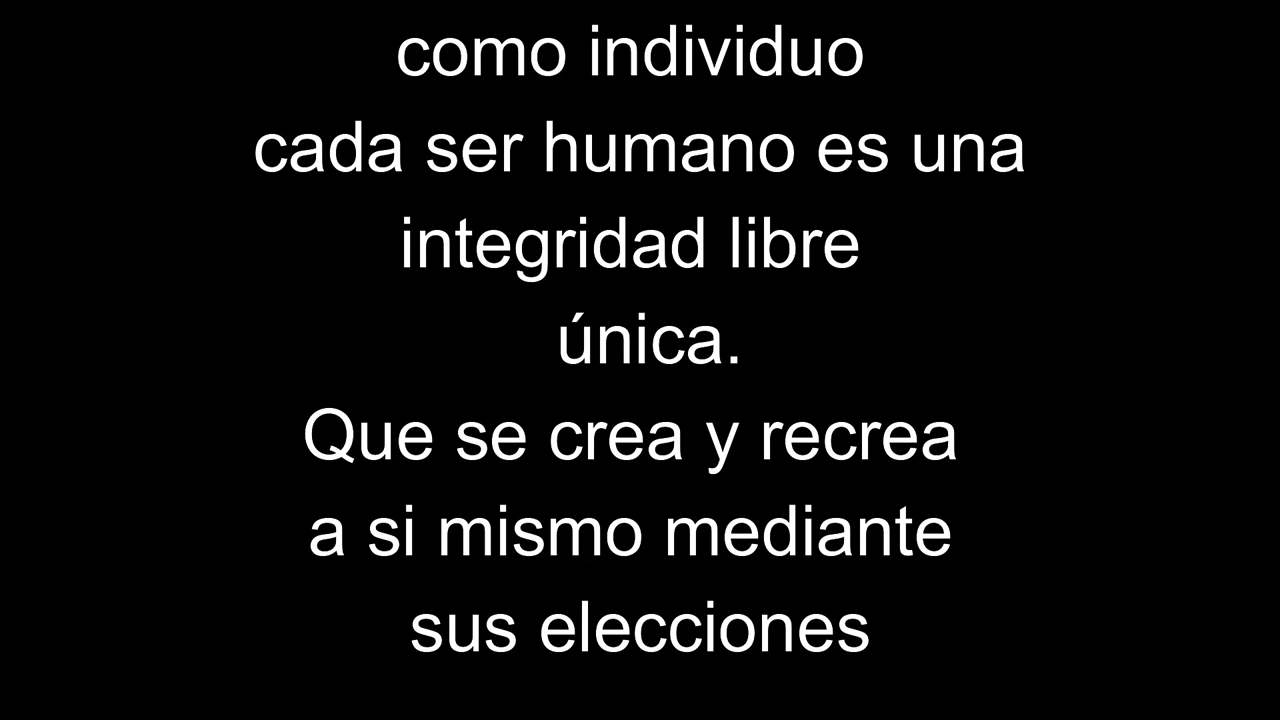 como individuo
cada ser humano es una
integridad libre
única.
Que se crea y recrea
a si mismo mediante
sus elecciones